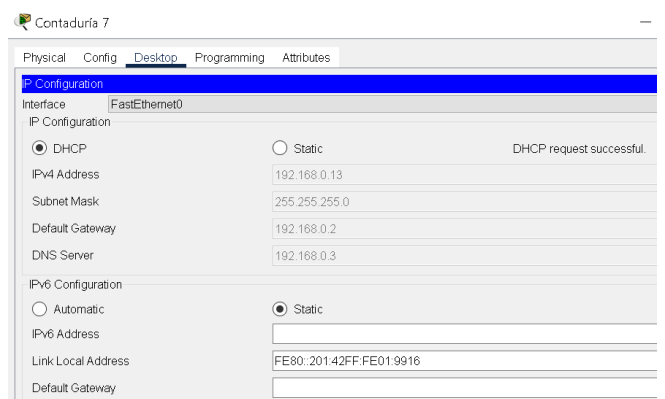 Contaduría 7
Physical Config Desktop Programming Attributes
IP Configuration
Interface FastEthernet0
IP Configuration
DHCP Static DHCP request successful.
IPv4 Address 192.168.0.13
Subnet Mask 255.255.255.0
Default Gateway 192.168.0.2
DNS Server 192.168.0.3
IPv6 Configuration
Automatic Static
IPv6 Address
Link Local Address FE80::201:42FF:FE01:9916
Default Gateway